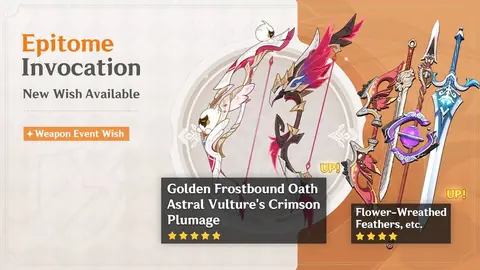 Epitome
Invocation
New Wish Available
✦ Weapon Event Wish
UP!
Golden Frostbound Oath
Astral Vulture's Crimson
Plumage
★★★★★
UP!
Flower-Wreathed
Feathers, etc.
★★★★